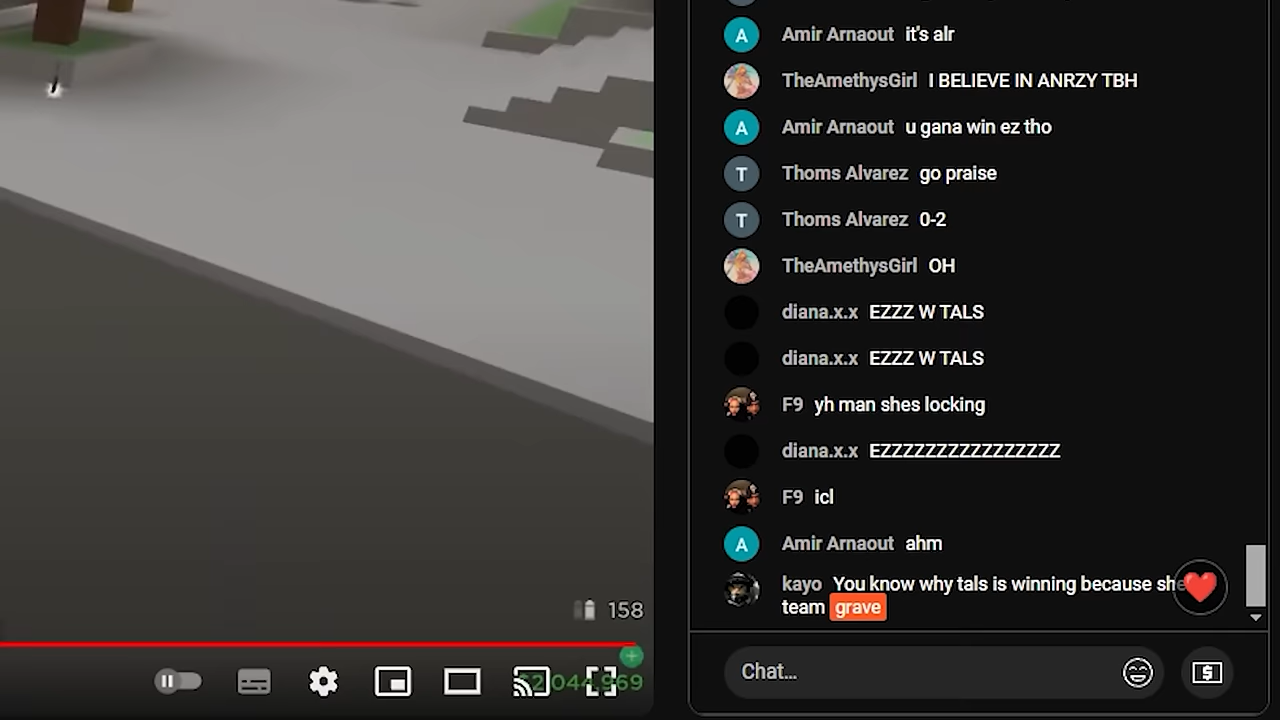 Amir Arnaout it's alr
TheAmethysGirl I BELIEVE IN ANRZY TBH
Amir Arnaout u gana win ez tho
Thoms Alvarez go praise
Thoms Alvarez 0-2
TheAmethysGirl OH
diana.x.x EZZZ W TALS
diana.x.x EZZZ W TALS
F9 yh man shes locking
diana.x.x EZZZZZZZZZZZZZZZZZ
F9 icl
Amir Arnaout ahm
kayo You know why tals is winning because she
team grave
158
Chat...